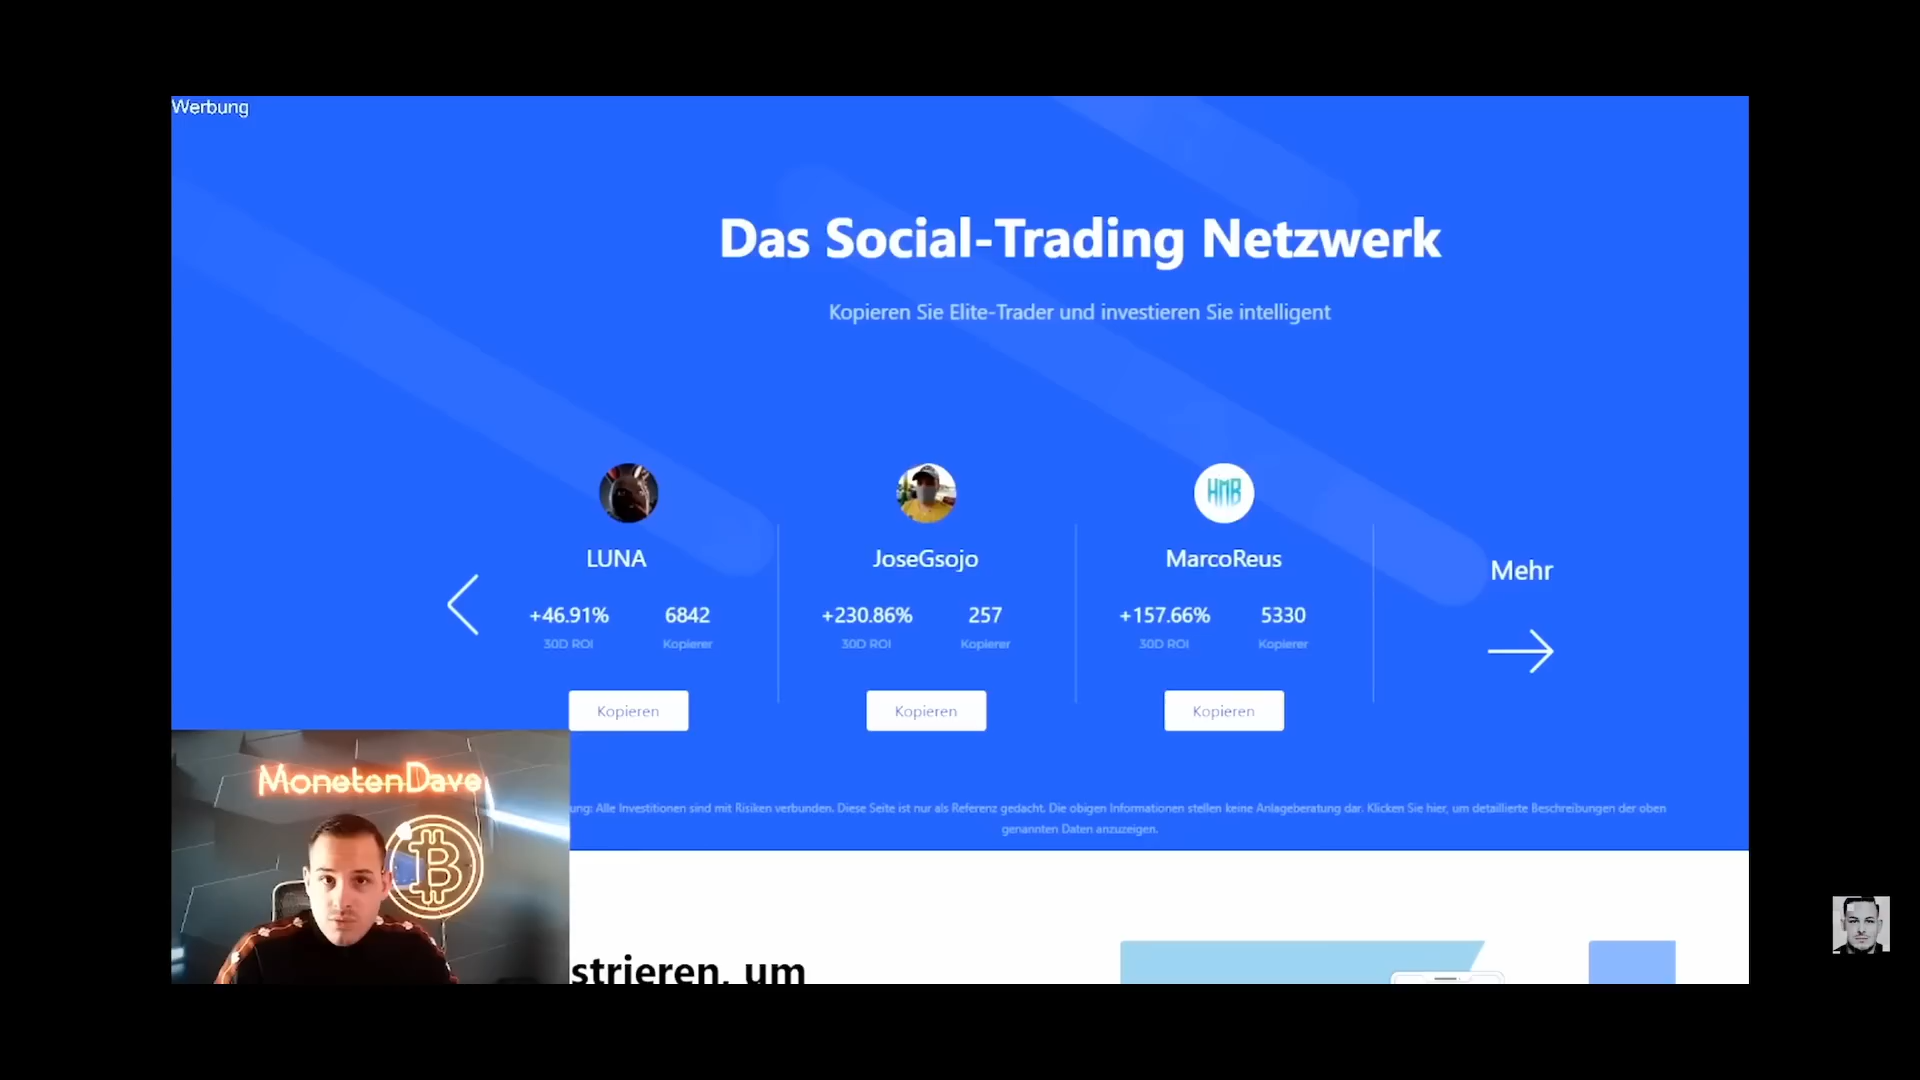 Werbung
Das Social-Trading Netzwerk
Kopieren Sie Elite-Trader und investieren Sie intelligent
HMB
LUNA
JoseGsojo
MarcoReus
Mehr
+46.91% 6842
+230.86% 257
+157.66% 5330
30D ROI Kopierer
30D ROI Kopierer
30D ROI Kopierer
Kopieren
Kopieren
Kopieren
MonetenDave
ung: Alle Investitionen sind mit Risiken verbunden. Diese Seite ist nur als Referenz gedacht. Die obigen Informationen stellen keine Anlageberatung dar. Klicken Sie hier, um detaillierte Beschreibungen der oben
genannten Daten anzuzeigen.
strieren, um